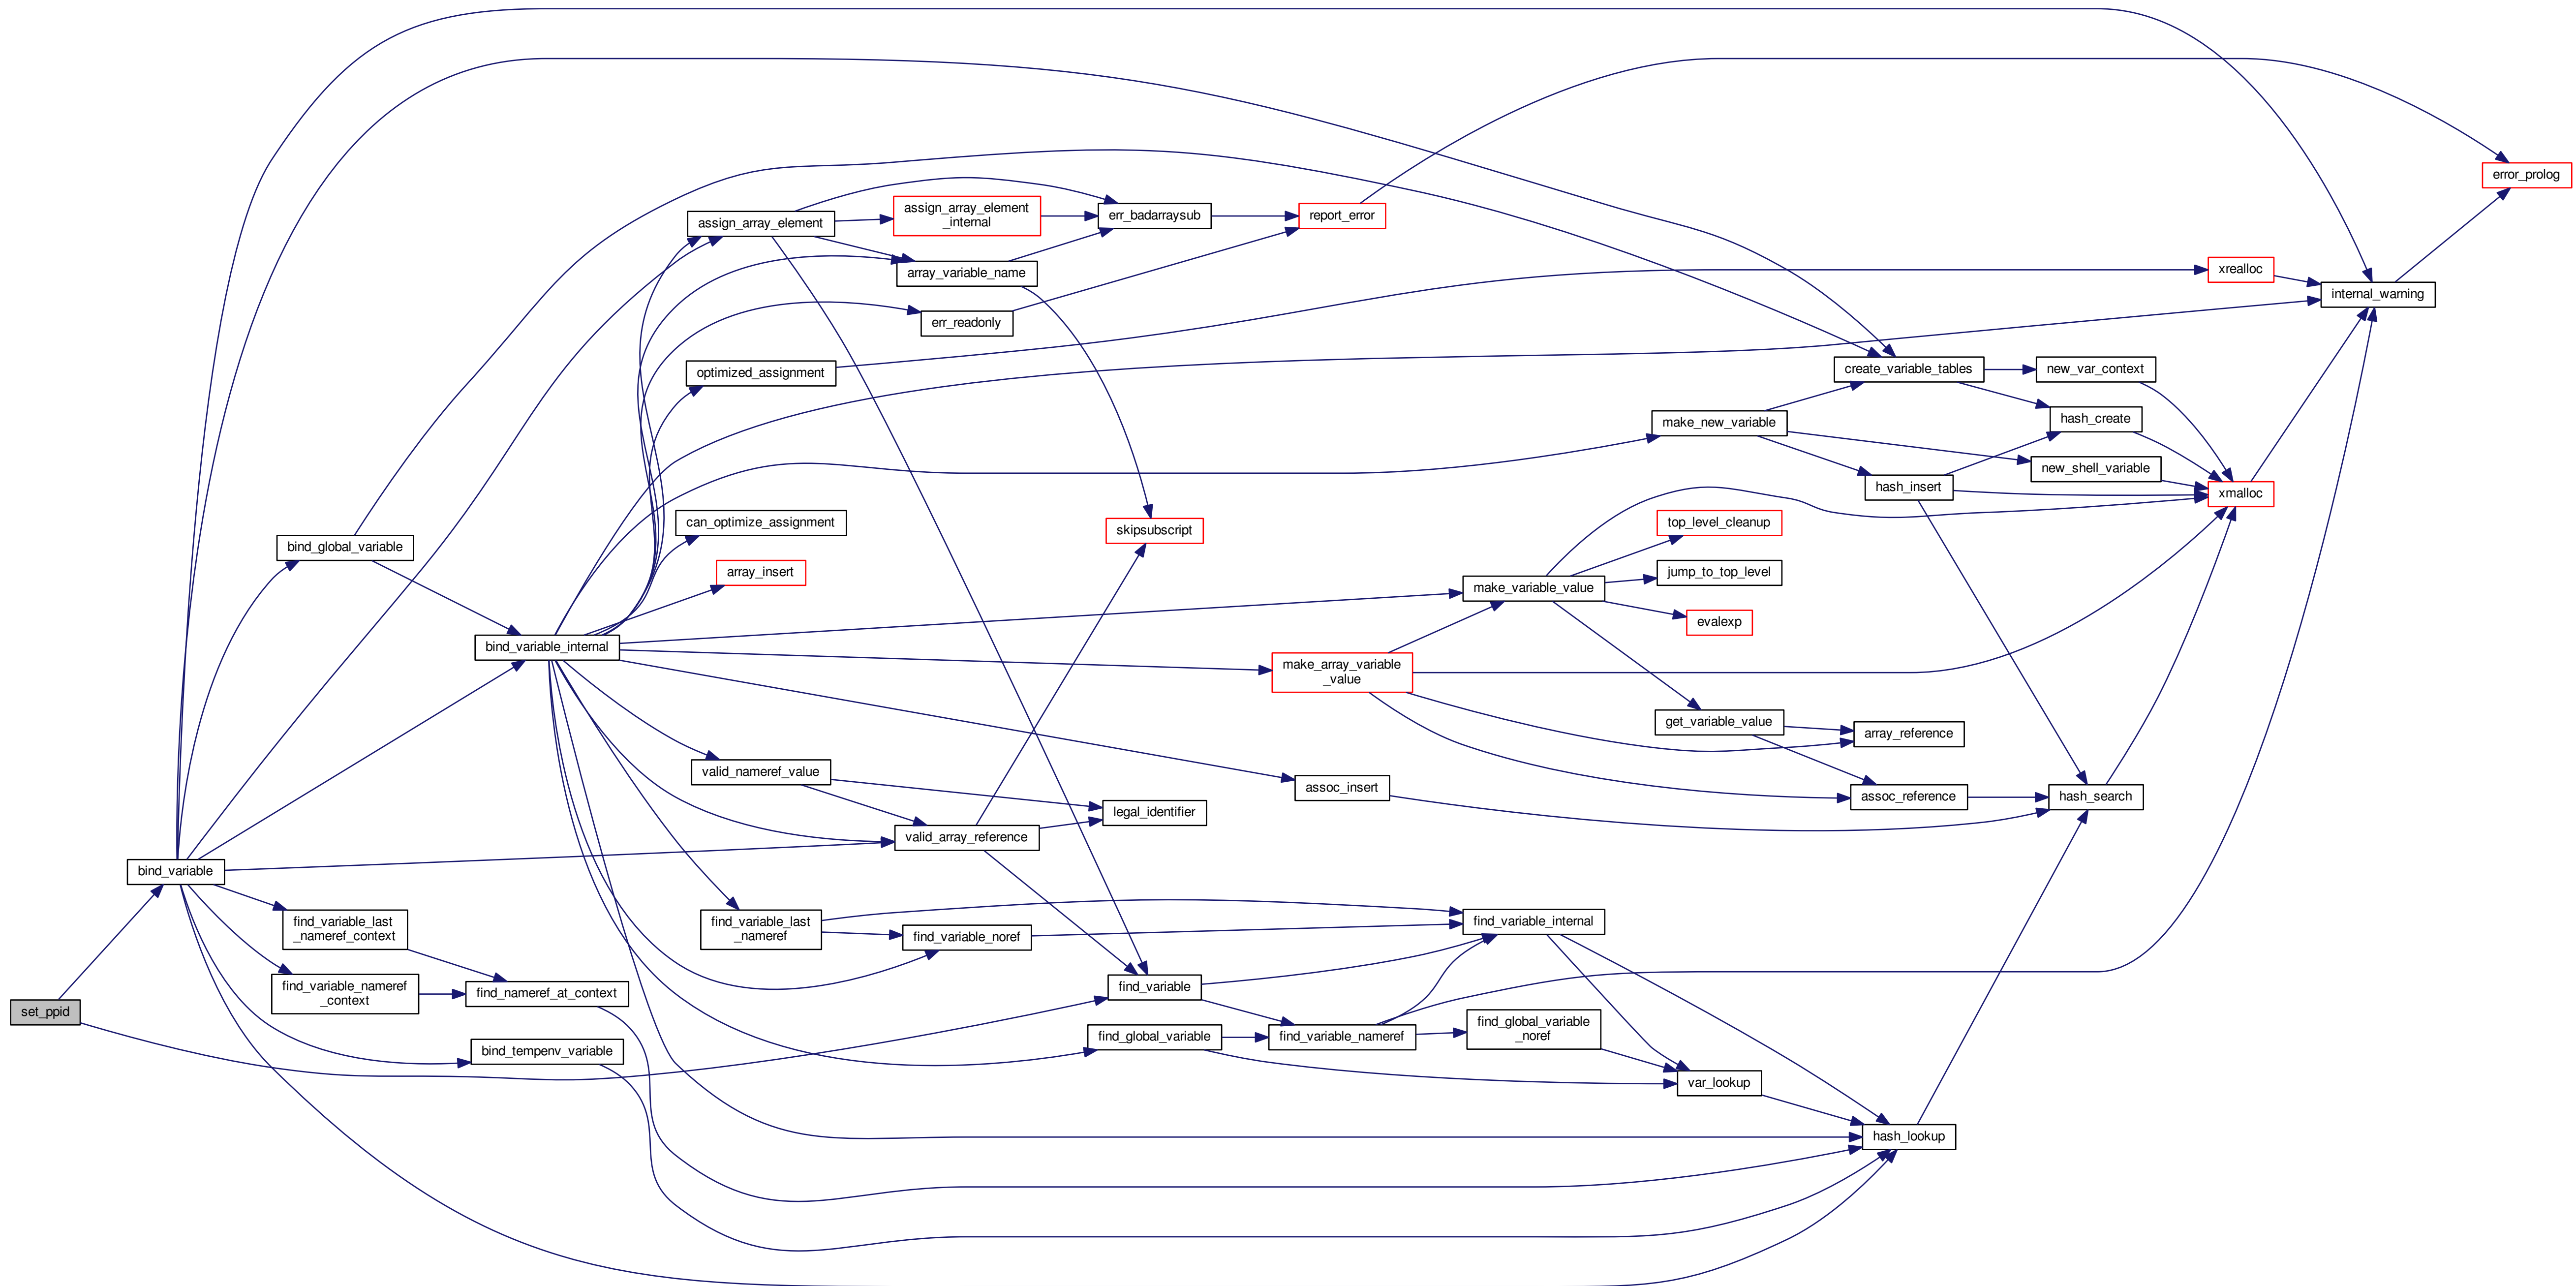 error_prolog
assign_array_element
_internal
err_badarraysub
report_error
assign_array_element
array_variable_name
xrealloc
internal_warning
err_readonly
optimized_assignment
create_variable_tables
new_var_context
make_new_variable
hash_create
new_shell_variable
hash_insert
xmalloc
can_optimize_assignment
skipsubscript
top_level_cleanup
bind_global_variable
array_insert
jump_to_top_level
make_variable_value
evalexp
bind_variable_internal
make_array_variable
_value
get_variable_value
array_reference
valid_nameref_value
assoc_insert
assoc_reference
hash_search
legal_identifier
valid_array_reference
bind_variable
find_variable_last
_nameref_context
find_variable_last
_nameref
find_variable_noref
find_variable_internal
find_variable_nameref
_context
find_nameref_at_context
find_variable
set_ppid
find_global_variable
find_variable_nameref
find_global_variable
_noref
bind_tempenv_variable
var_lookup
hash_lookup